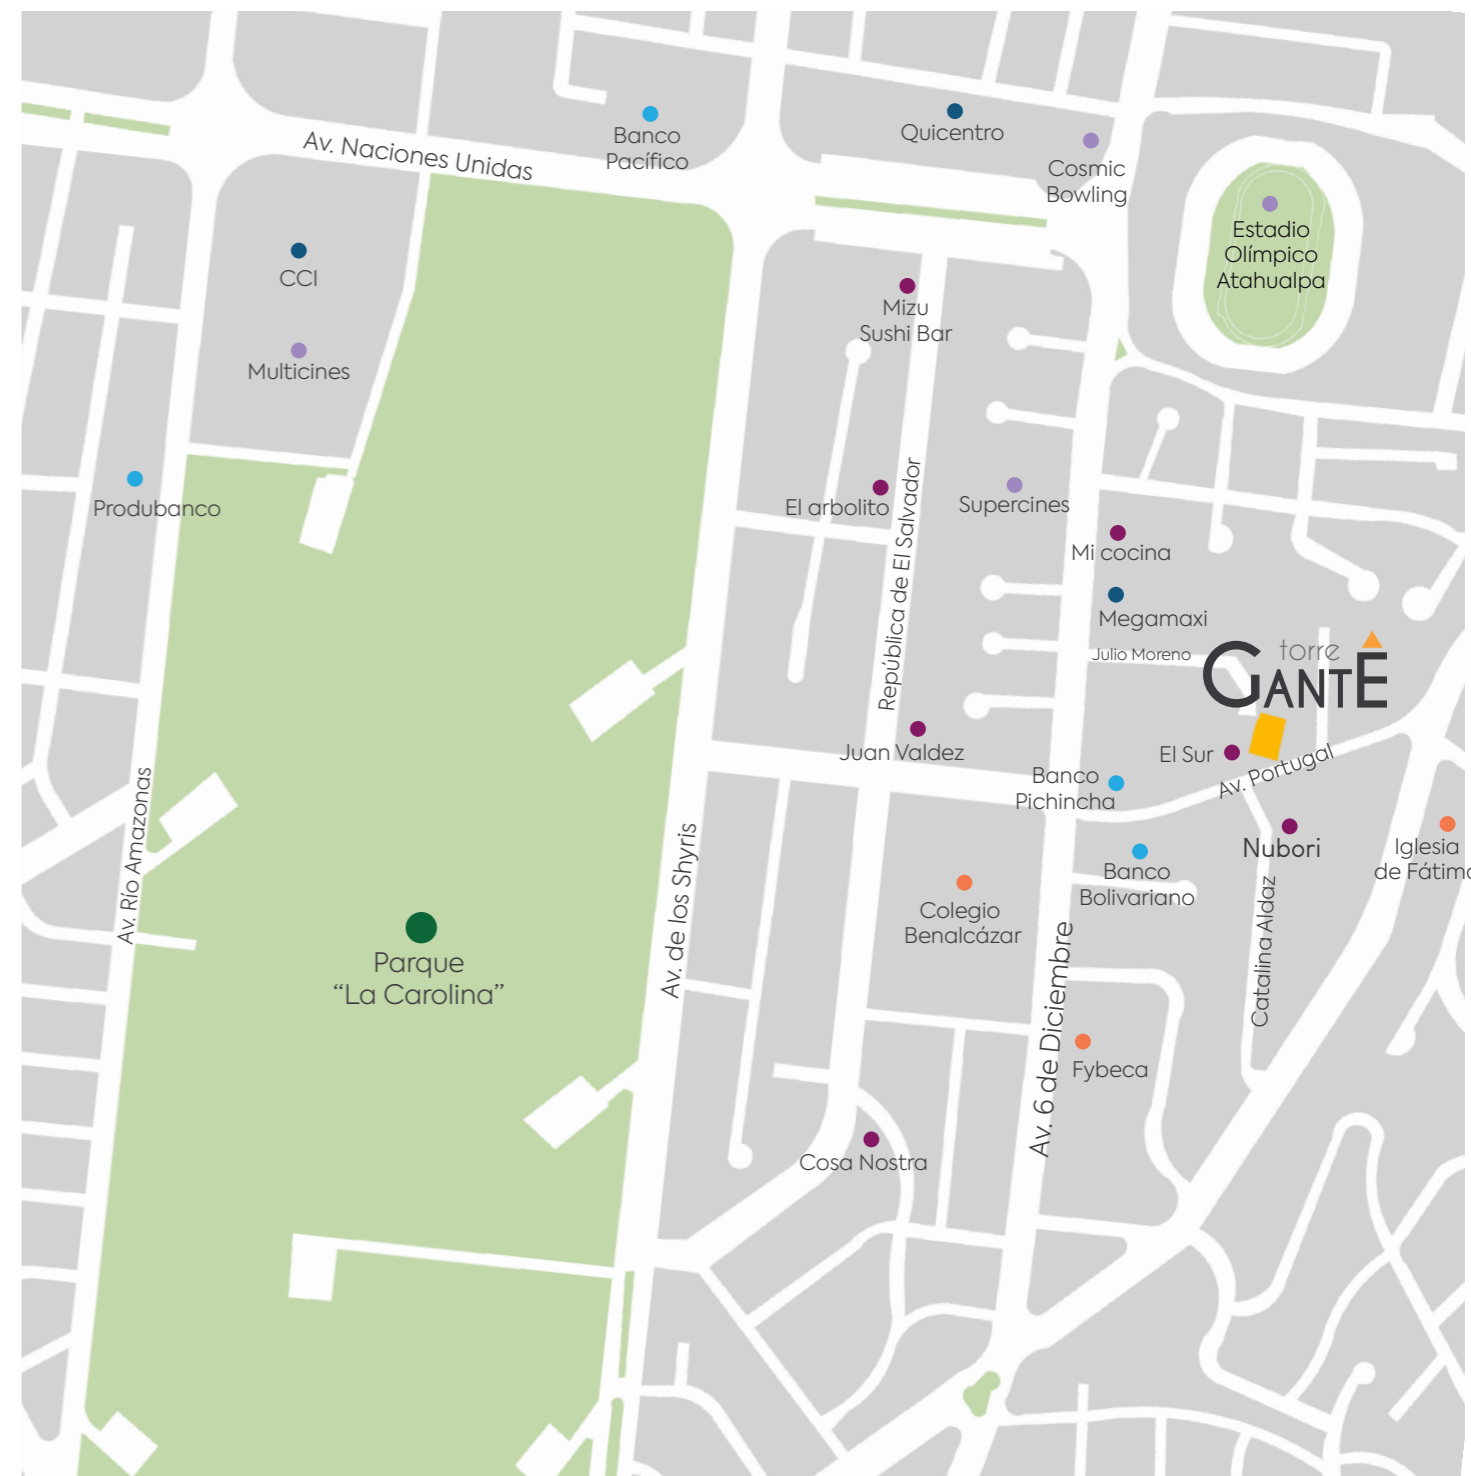 Av. Naciones Unidas
Banco
Pacífico
Quicentro
Cosmic
Bowling
Estadio
Olímpico
Atahualpa
CCI
Multicines
Mizu
Sushi Bar
Produbanco
El arbolito
República de El Salvador
Supercines
Mi cocina
Megamaxi
Julio Moreno
torre
GANTE
Juan Valdez
El Sur
Av. Portugal
Banco
Pichincha
Av. Río Amazonas
Av. de los Shyris
Nubori
Iglesia
de Fátima
Banco
Bolivariano
Colegio
Benalcázar
Catalina Aldaz
Parque
“La Carolina”
Av. 6 de Diciembre
Fybeca
Cosa Nostra